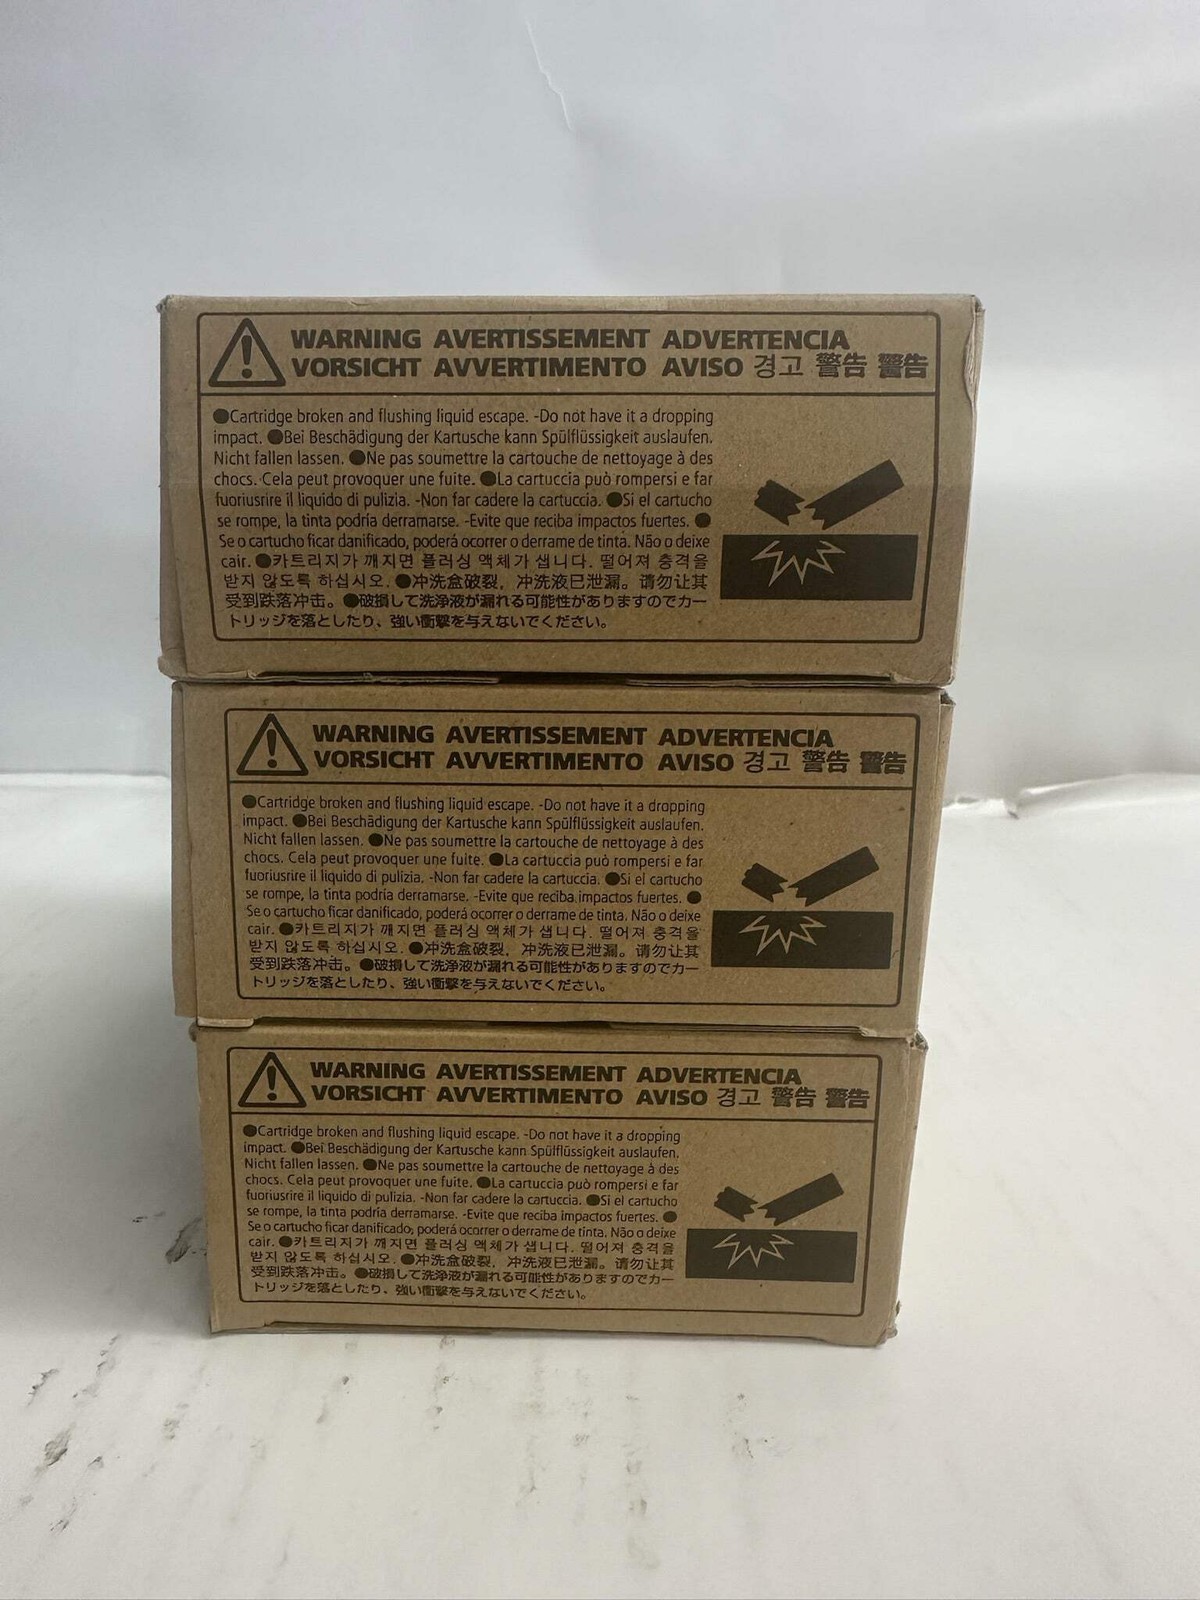 WARNING AVERTISSEMENT ADVERTENCIA
VORSICHT AVVERTIMENTO AVISO 경고 警告 警告
●Cartridge broken and flushing liquid escape. -Do not have it a dropping
impact. ●Bei Beschädigung der Kartusche kann Spülflüssigkeit auslaufen.
Nicht fallen lassen. ●Ne pas soumettre la cartouche de nettoyage à des
chocs. Cela peut provoquer une fuite. ●La cartuccia può rompersi e far
fuoriusrire il liquido di pulizia. -Non far cadere la cartuccia. ●Si el cartucho
se rompe, la tinta podría derramarse. -Evite que reciba impactos fuertes. ●
Se o cartucho ficar danificado, poderá ocorrer o derrame de tinta. Não o deixe
cair. ●카트리지가 깨지면 플러싱 액체가 샙니다. 떨어져 충격을
받지 않도록 하십시오. ●冲洗盒破裂，冲洗液已泄漏。请勿让其
受到跌落冲击。●破損して洗浄液が漏れる可能性がありますのでカー
トリッジを落としたり、強い衝撃を与えないでください。
WARNING AVERTISSEMENT ADVERTENCIA
VORSICHT AVVERTIMENTO AVISO 경고 警告 警告
●Cartridge broken and flushing liquid escape. -Do not have it a dropping
impact. ●Bei Beschädigung der Kartusche kann Spülflüssigkeit auslaufen.
Nicht fallen lassen. ●Ne pas soumettre la cartouche de nettoyage à des
chocs. Cela peut provoquer une fuite. ●La cartuccia può rompersi e far
fuoriusrire il liquido di pulizia. -Non far cadere la cartuccia. ●Si el cartucho
se rompe, la tinta podría derramarse. -Evite que reciba impactos fuertes. ●
Se o cartucho ficar danificado, poderá ocorrer o derrame de tinta. Não o deixe
cair. ●카트리지가 깨지면 플러싱 액체가 샙니다. 떨어져 충격을
받지 않도록 하십시오. ●冲洗盒破裂，冲洗液已泄漏。请勿让其
受到跌落冲击。●破損して洗浄液が漏れる可能性がありますのでカー
トリッジを落としたり、強い衝撃を与えないでください。
WARNING AVERTISSEMENT ADVERTENCIA
VORSICHT AVVERTIMENTO AVISO 경고 警告 警告
●Cartridge broken and flushing liquid escape. -Do not have it a dropping
impact. ●Bei Beschädigung der Kartusche kann Spülflüssigkeit auslaufen.
Nicht fallen lassen. ●Ne pas soumettre la cartouche de nettoyage à des
chocs. Cela peut provoquer une fuite. ●La cartuccia può rompersi e far
fuoriusrire il liquido di pulizia. -Non far cadere la cartuccia. ●Si el cartucho
se rompe, la tinta podría derramarse. -Evite que reciba impactos fuertes. ●
Se o cartucho ficar danificado, poderá ocorrer o derrame de tinta. Não o deixe
cair. ●카트리지가 깨지면 플러싱 액체가 샙니다. 떨어져 충격을
받지 않도록 하십시오. ●冲洗盒破裂，冲洗液已泄漏。请勿让其
受到跌落冲击。●破損して洗浄液が漏れる可能性がありますのでカー
トリッジを落としたり、強い衝撃を与えないでください。